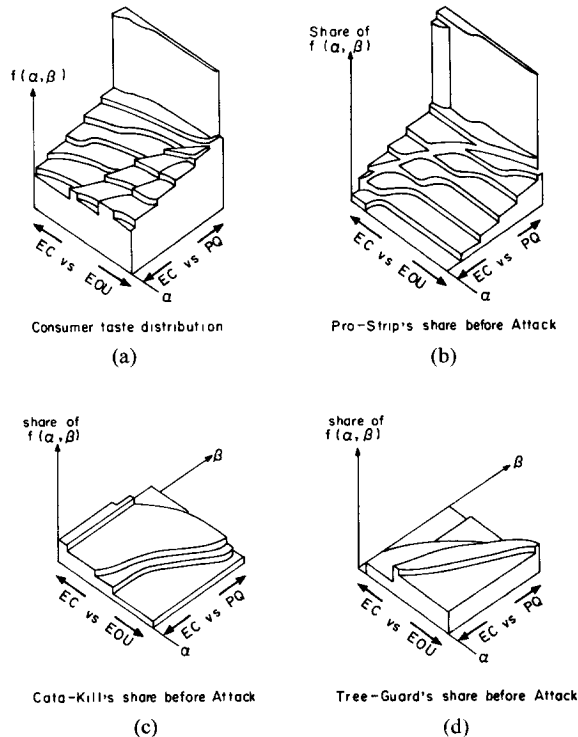 f(α,β)
EC vs EOU
EC vs PQ
α
Consumer taste distribution
(a)
Share of
f(α,β)
EC vs EOU
EC vs PQ
α
Pro-Strip's share before Attack
(b)
share of
f(α,β)
β
EC vs EOU
EC vs PQ
α
Cata-Kill's share before Attack
(c)
share of
f(α,β)
β
EC vs EOU
EC vs PQ
α
Tree-Guard's share before Attack
(d)